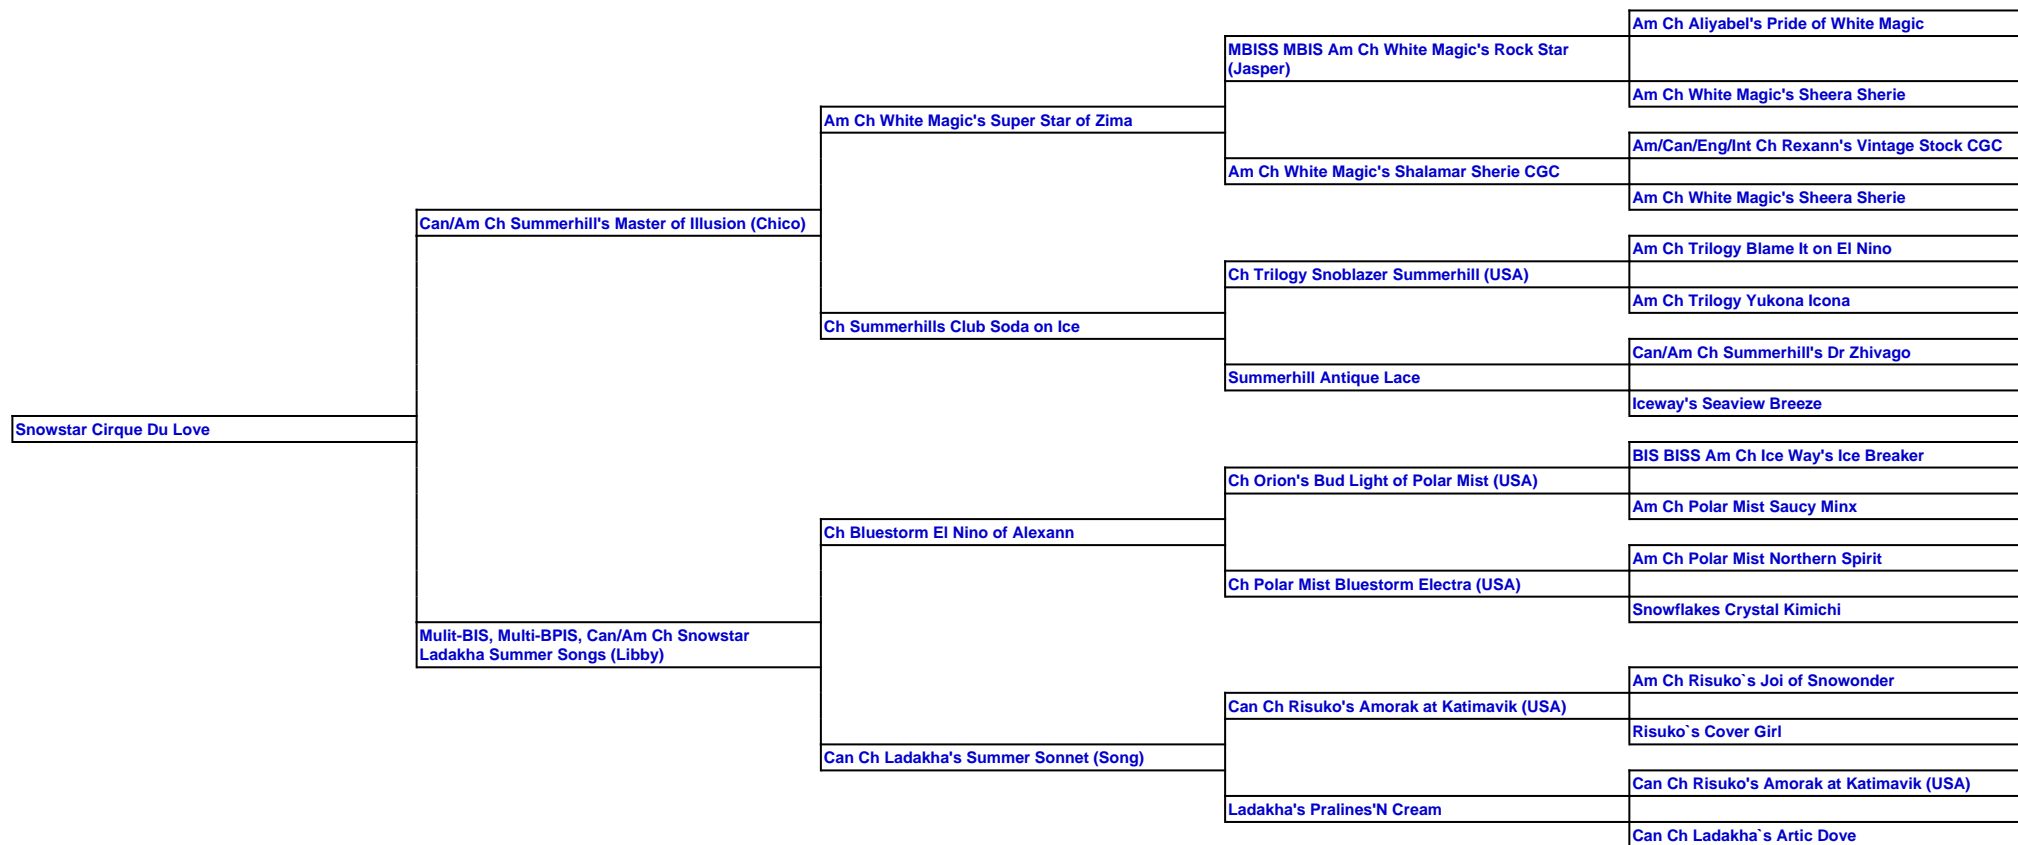 Am Ch Aliyabel's Pride of White Magic
MBISS MBIS Am Ch White Magic's Rock Star
(Jasper)
Am Ch White Magic's Sheera Sherie
Am Ch White Magic's Super Star of Zima
Am/Can/Eng/Int Ch Rexann's Vintage Stock CGC
Am Ch White Magic's Shalamar Sherie CGC
Am Ch White Magic's Sheera Sherie
Can/Am Ch Summerhill's Master of Illusion (Chico)
Am Ch Trilogy Blame It on El Nino
Ch Trilogy Snoblazer Summerhill (USA)
Am Ch Trilogy Yukona Icona
Ch Summerhills Club Soda on Ice
Can/Am Ch Summerhill's Dr Zhivago
Summerhill Antique Lace
Iceway's Seaview Breeze
Snowstar Cirque Du Love
BIS BISS Am Ch Ice Way's Ice Breaker
Ch Orion's Bud Light of Polar Mist (USA)
Am Ch Polar Mist Saucy Minx
Ch Bluestorm El Nino of Alexann
Am Ch Polar Mist Northern Spirit
Ch Polar Mist Bluestorm Electra (USA)
Snowflakes Crystal Kimichi
Mulit-BIS, Multi-BPIS, Can/Am Ch Snowstar
Ladakha Summer Songs (Libby)
Am Ch Risuko`s Joi of Snowonder
Can Ch Risuko's Amorak at Katimavik (USA)
Risuko`s Cover Girl
Can Ch Ladakha's Summer Sonnet (Song)
Can Ch Risuko's Amorak at Katimavik (USA)
Ladakha's Pralines'N Cream
Can Ch Ladakha`s Artic Dove